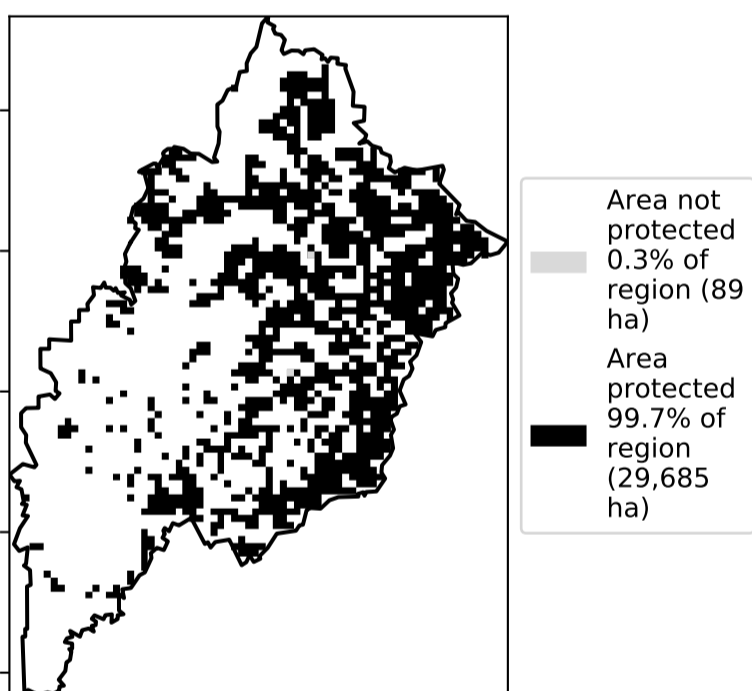 Area not
protected
0.3% of
region (89
ha)
Area
protected
99.7% of
region
(29,685
ha)